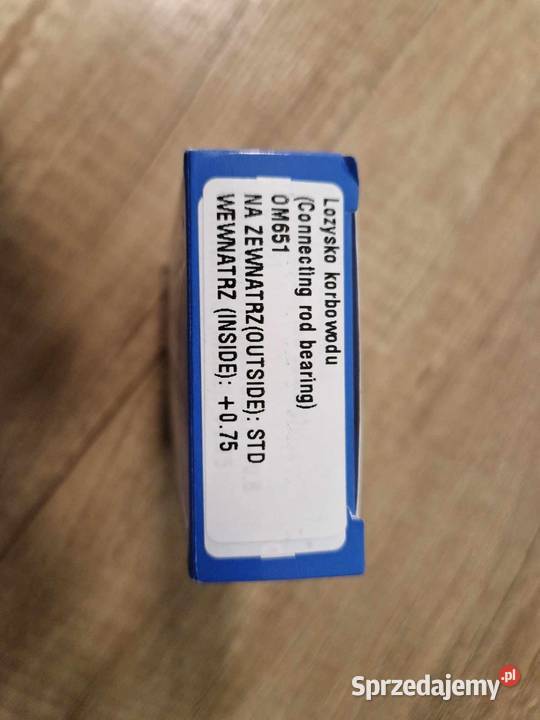 Lozysko korbowodu
(Connecting rod bearing)
OM651
NA ZEWNATRZ(OUTSIDE): STD
WEWNATRZ (INSIDE): +0.75
Sprzedajemy.pl